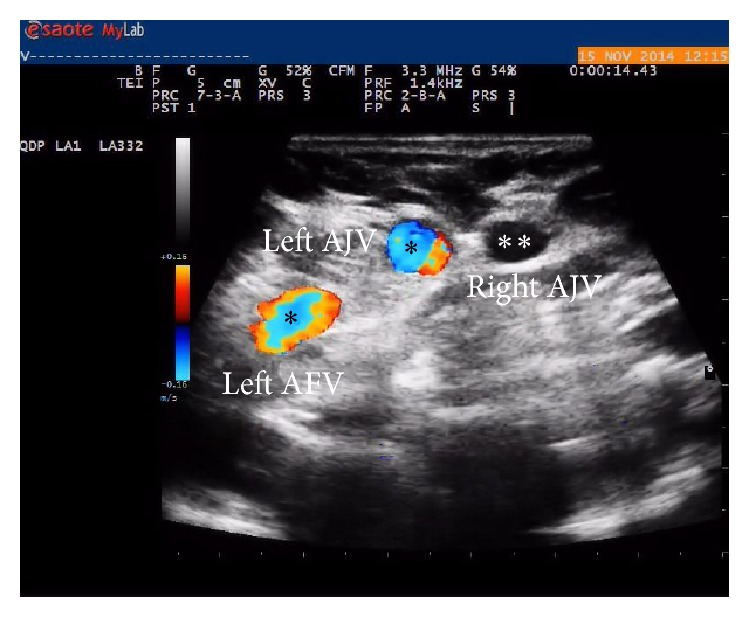 esaote MyLab
V-------------------------
15 NOV 2014 12:15
B F G G 52% CFM F 3.3 MHz G 54% 0:00:14.43
TEI P 5 cm XV C PRF 1.4kHz
PRC 7-3-A PRS 3 PRC 2-B-A PRS 3
PST 1 FP A S |
QDP LA1 LA332
Left AJV * **
+0.16
Right AJV
*
Left AFV
-0.16
m/s